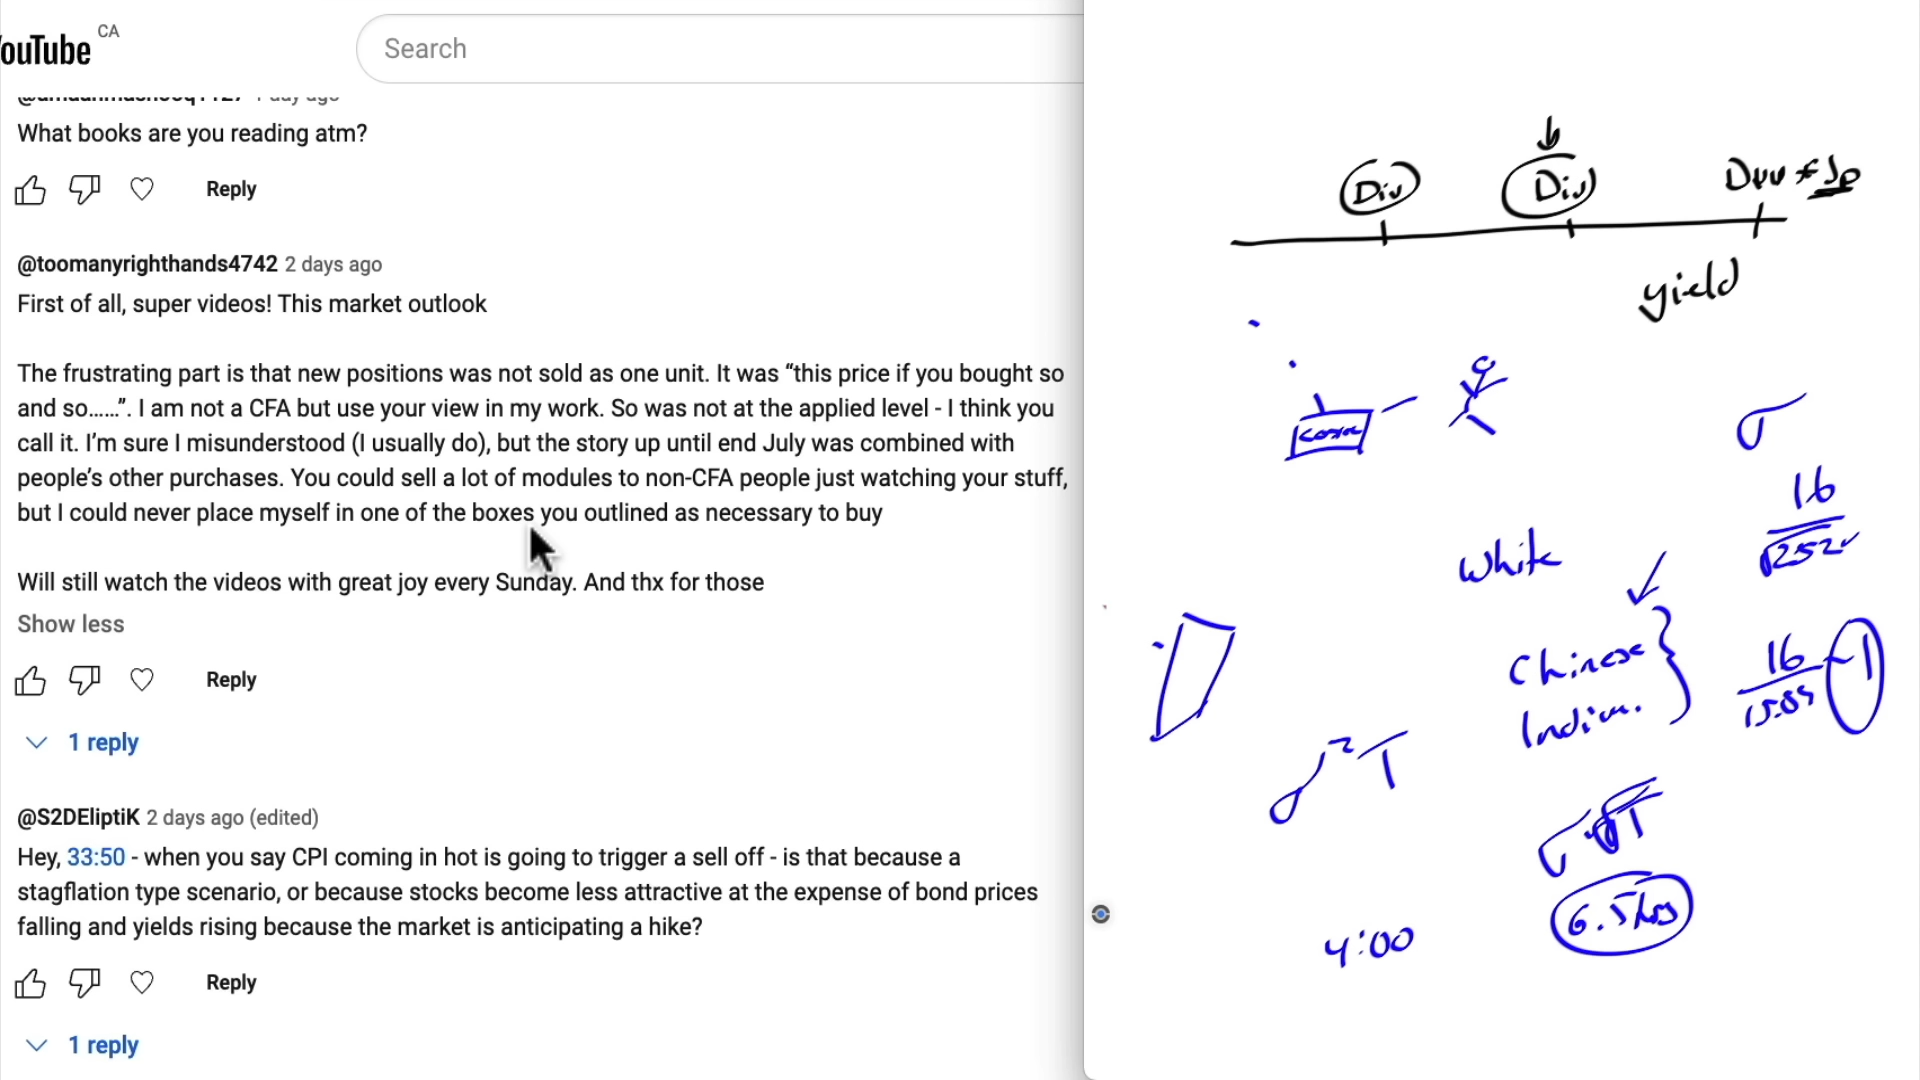 ouTube CA
Search
1 day ago
What books are you reading atm?
Reply
@toomanyrighthands4742 2 days ago
First of all, super videos! This market outlook
The frustrating part is that new positions was not sold as one unit. It was “this price if you bought so
and so……”. I am not a CFA but use your view in my work. So was not at the applied level - I think you
call it. I’m sure I misunderstood (I usually do), but the story up until end July was combined with
people’s other purchases. You could sell a lot of modules to non-CFA people just watching your stuff,
but I could never place myself in one of the boxes you outlined as necessary to buy
Will still watch the videos with great joy every Sunday. And thx for those
Show less
Reply
1 reply
@S2DEliptiK 2 days ago (edited)
Hey, 33:50 - when you say CPI coming in hot is going to trigger a sell off - is that because a
stagflation type scenario, or because stocks become less attractive at the expense of bond prices
falling and yields rising because the market is anticipating a hike?
Reply
1 reply
Div Div
yield
σ
16
√252
White
Chinese
16
15.85
1
σ²T
σ√T
6.5hrs
4:00